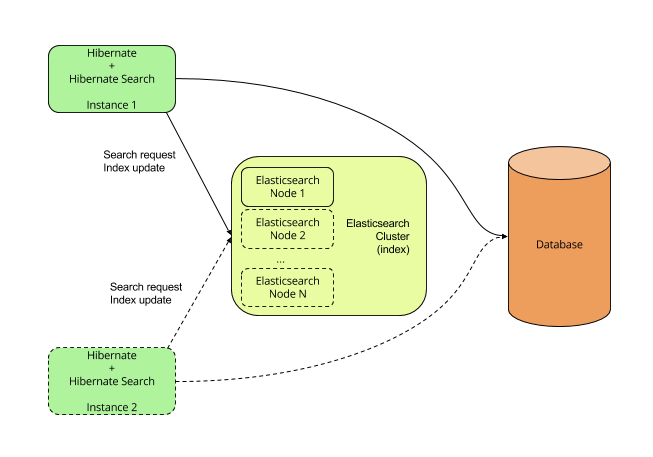 Hibernate
+
Hibernate Search
Instance 1
Search request
Index update
Elasticsearch
Node 1
Elasticsearch
Node 2
...
Elasticsearch
Node N
Elasticsearch
Cluster
(index)
Database
Search request
Index update
Hibernate
+
Hibernate Search
Instance 2